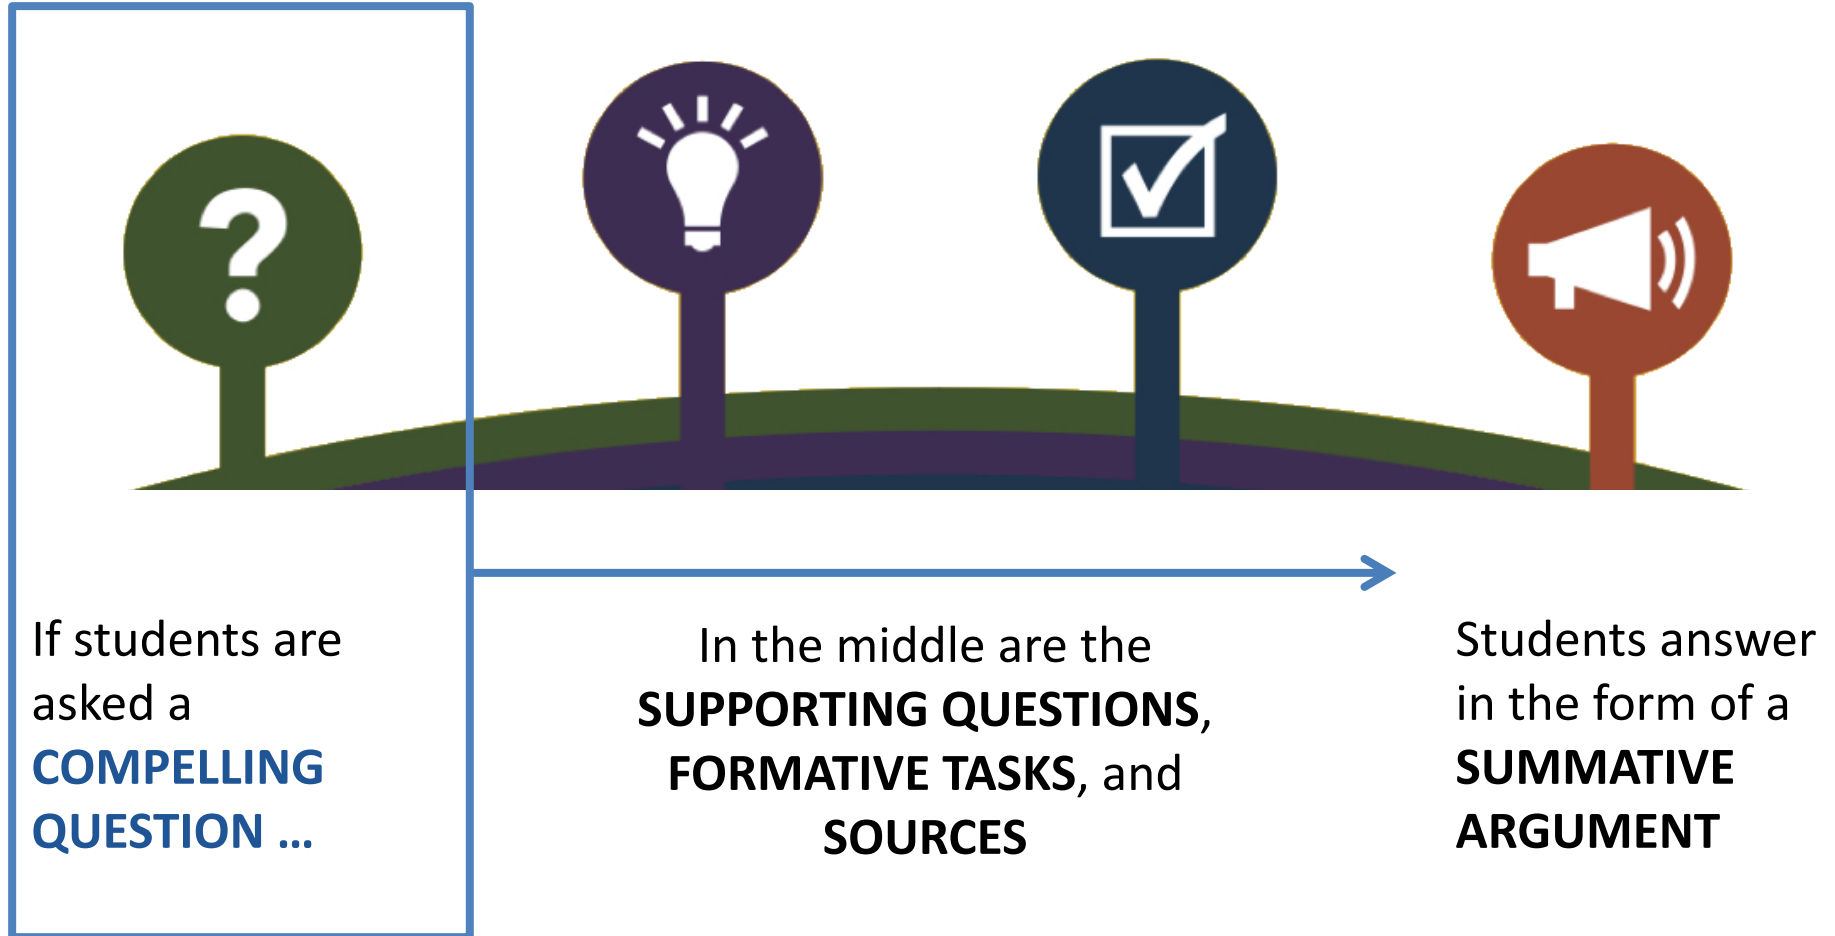 If students are
asked a
COMPELLING
QUESTION ...
In the middle are the
SUPPORTING QUESTIONS,
FORMATIVE TASKS, and
SOURCES
Students answer
in the form of a
SUMMATIVE
ARGUMENT